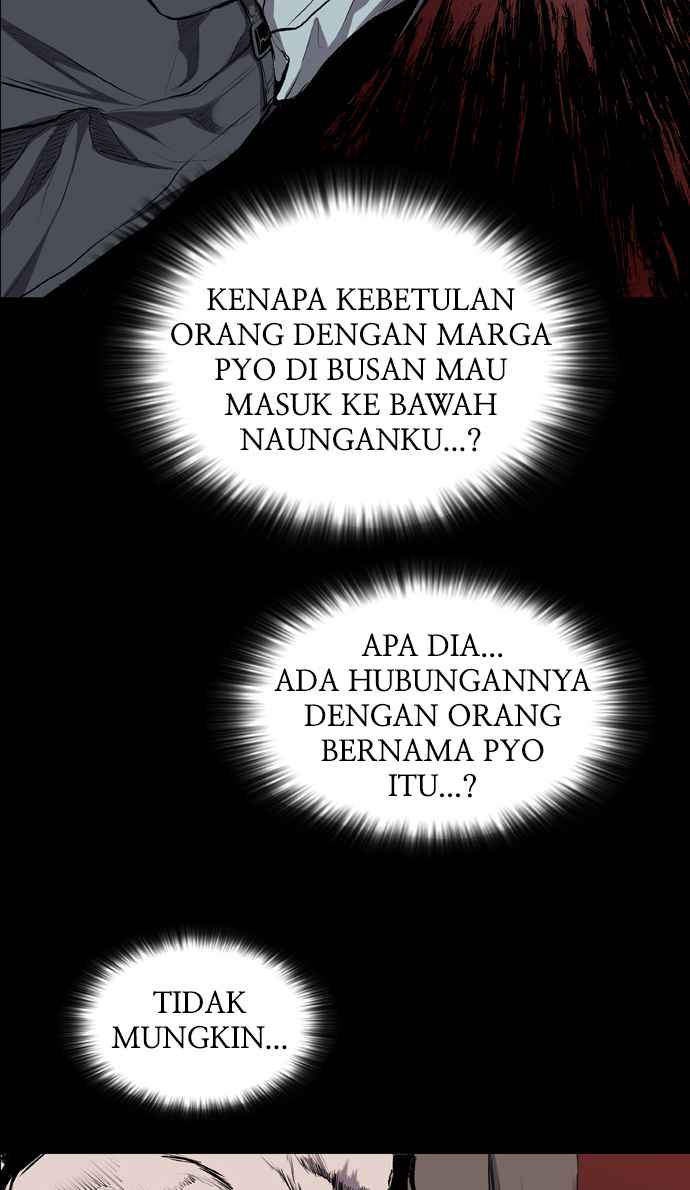 KENAPA KEBETULAN
ORANG DENGAN MARGA
PYO DI BUSAN MAU
MASUK KE BAWAH
NAUNGANKU...?
APA DIA...
ADA HUBUNGANNYA
DENGAN ORANG
BERNAMA PYO
ITU...?
TIDAK
MUNGKIN...